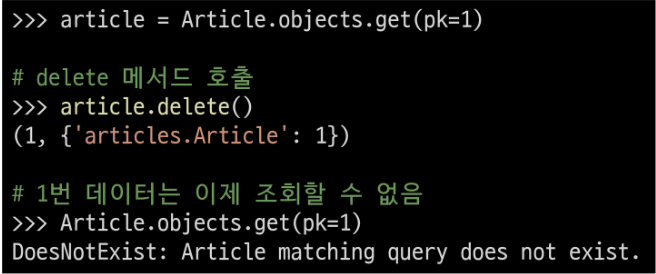 >>> article = Article.objects.get(pk=1)
# delete 메서드 호출
>>> article.delete()
(1, {'articles.Article': 1})
# 1번 데이터는 이제 조회할 수 없음
>>> Article.objects.get(pk=1)
DoesNotExist: Article matching query does not exist.